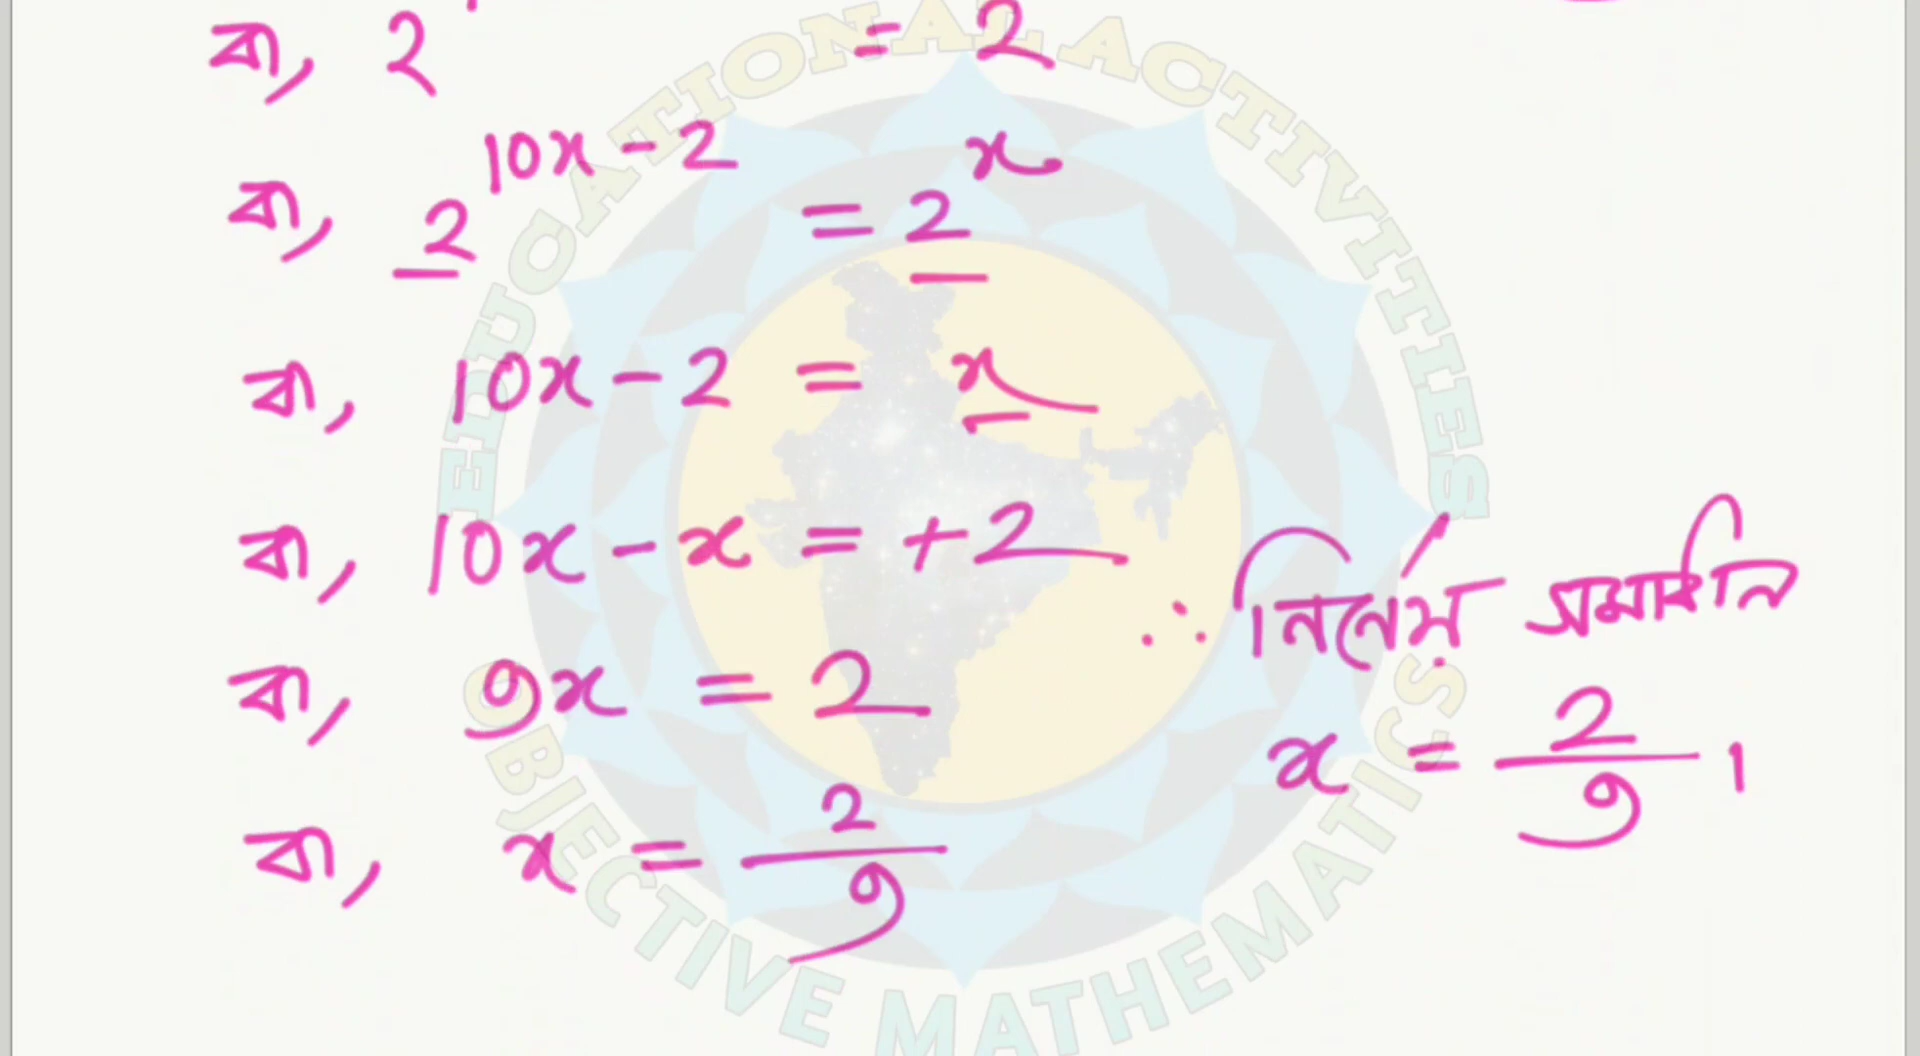 বা, 2 = 2
বা, 2^{10x-2} = 2^x
বা, 10x - 2 = x
বা, 10x - x = +2
বা, 9x = 2
বা, x = 2/9
∴ নির্ণেয় সমাধান
x = 2/9 ।
EDUCATIONAL ACTIVITIES
OBJECTIVE MATHEMATICS